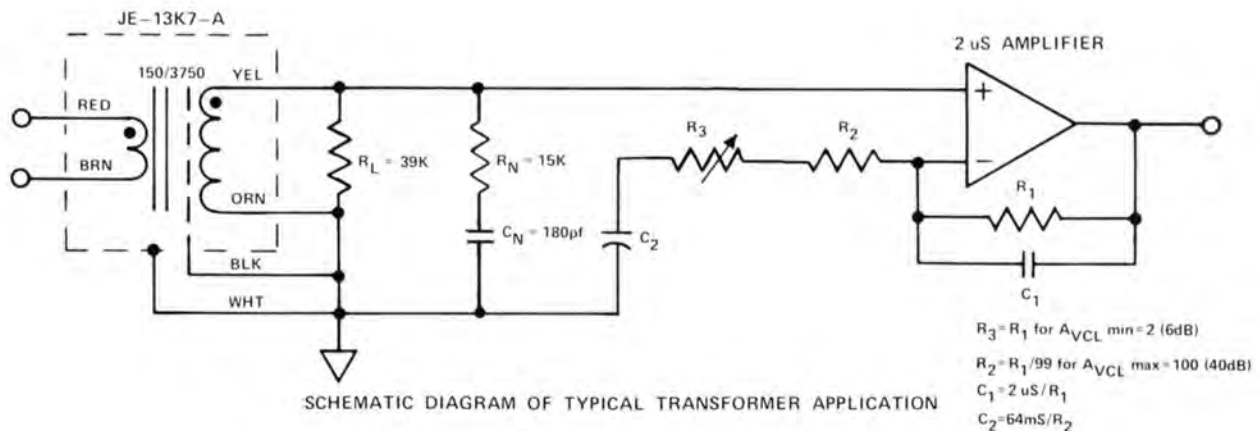 JE-13K7-A
2 uS AMPLIFIER
150/3750
YEL
RED
BRN
ORN
BLK
WHT
R_L = 39K
R_N = 15K
C_N = 180pf
C_2
R_3
R_2
+
−
R_1
C_1
R_3 = R_1 for A_VCL min = 2 (6dB)
R_2 = R_1/99 for A_VCL max = 100 (40dB)
C_1 = 2 uS/R_1
C_2 = 64mS/R_2
SCHEMATIC DIAGRAM OF TYPICAL TRANSFORMER APPLICATION